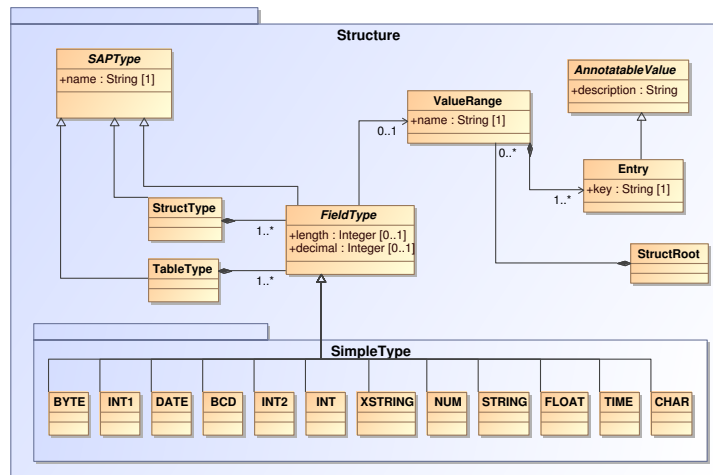 Structure
SAPType
+name : String [1]
AnnotatableValue
+description : String
ValueRange
+name : String [1]
0..1
0..*
1..*
Entry
+key : String [1]
StructType
1..*
FieldType
+length : Integer [0..1]
+decimal : Integer [0..1]
TableType
1..*
StructRoot
SimpleType
BYTE INT1 DATE BCD INT2 INT XSTRING NUM STRING FLOAT TIME CHAR